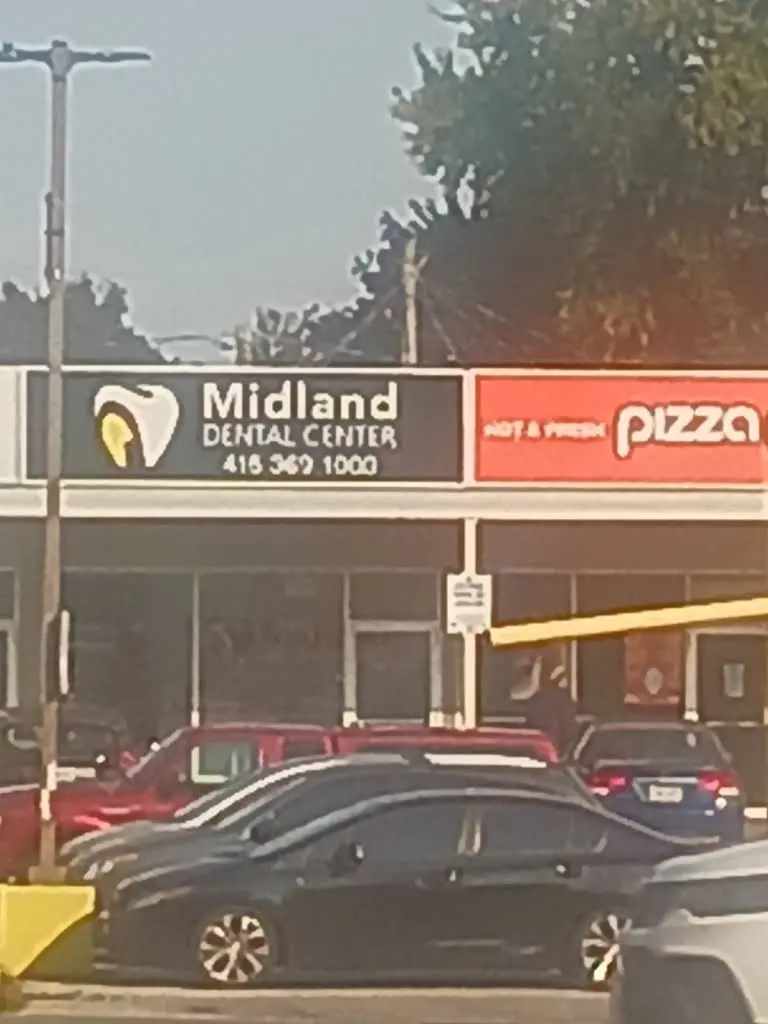 Midland
DENTAL CENTER
416 369 1000
HOT & FRESH pizza